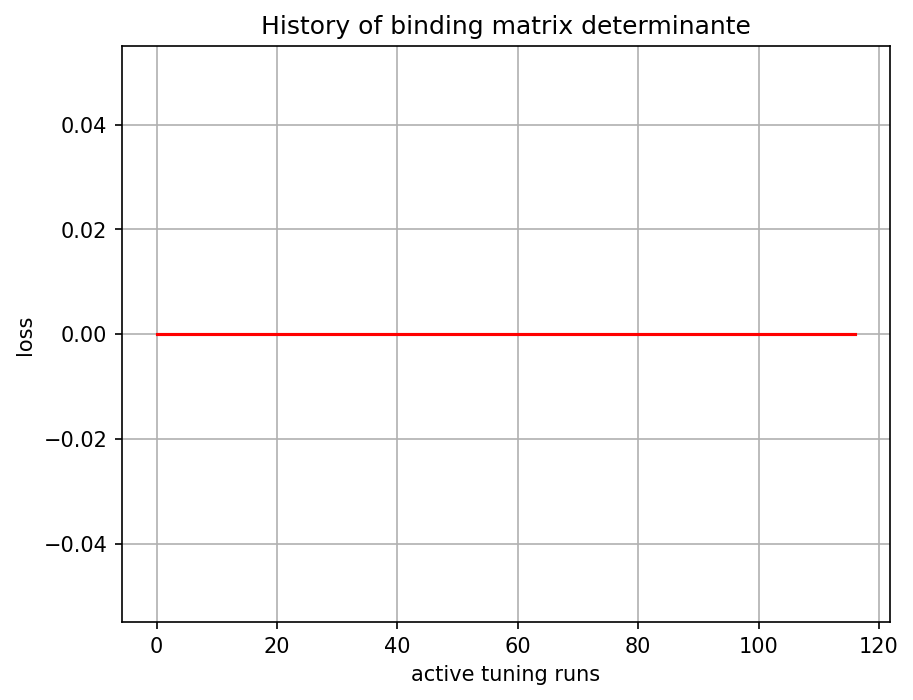 History of binding matrix determinante
0.04
0.02
0.00
−0.02
−0.04
loss
0 20 40 60 80 100 120
active tuning runs